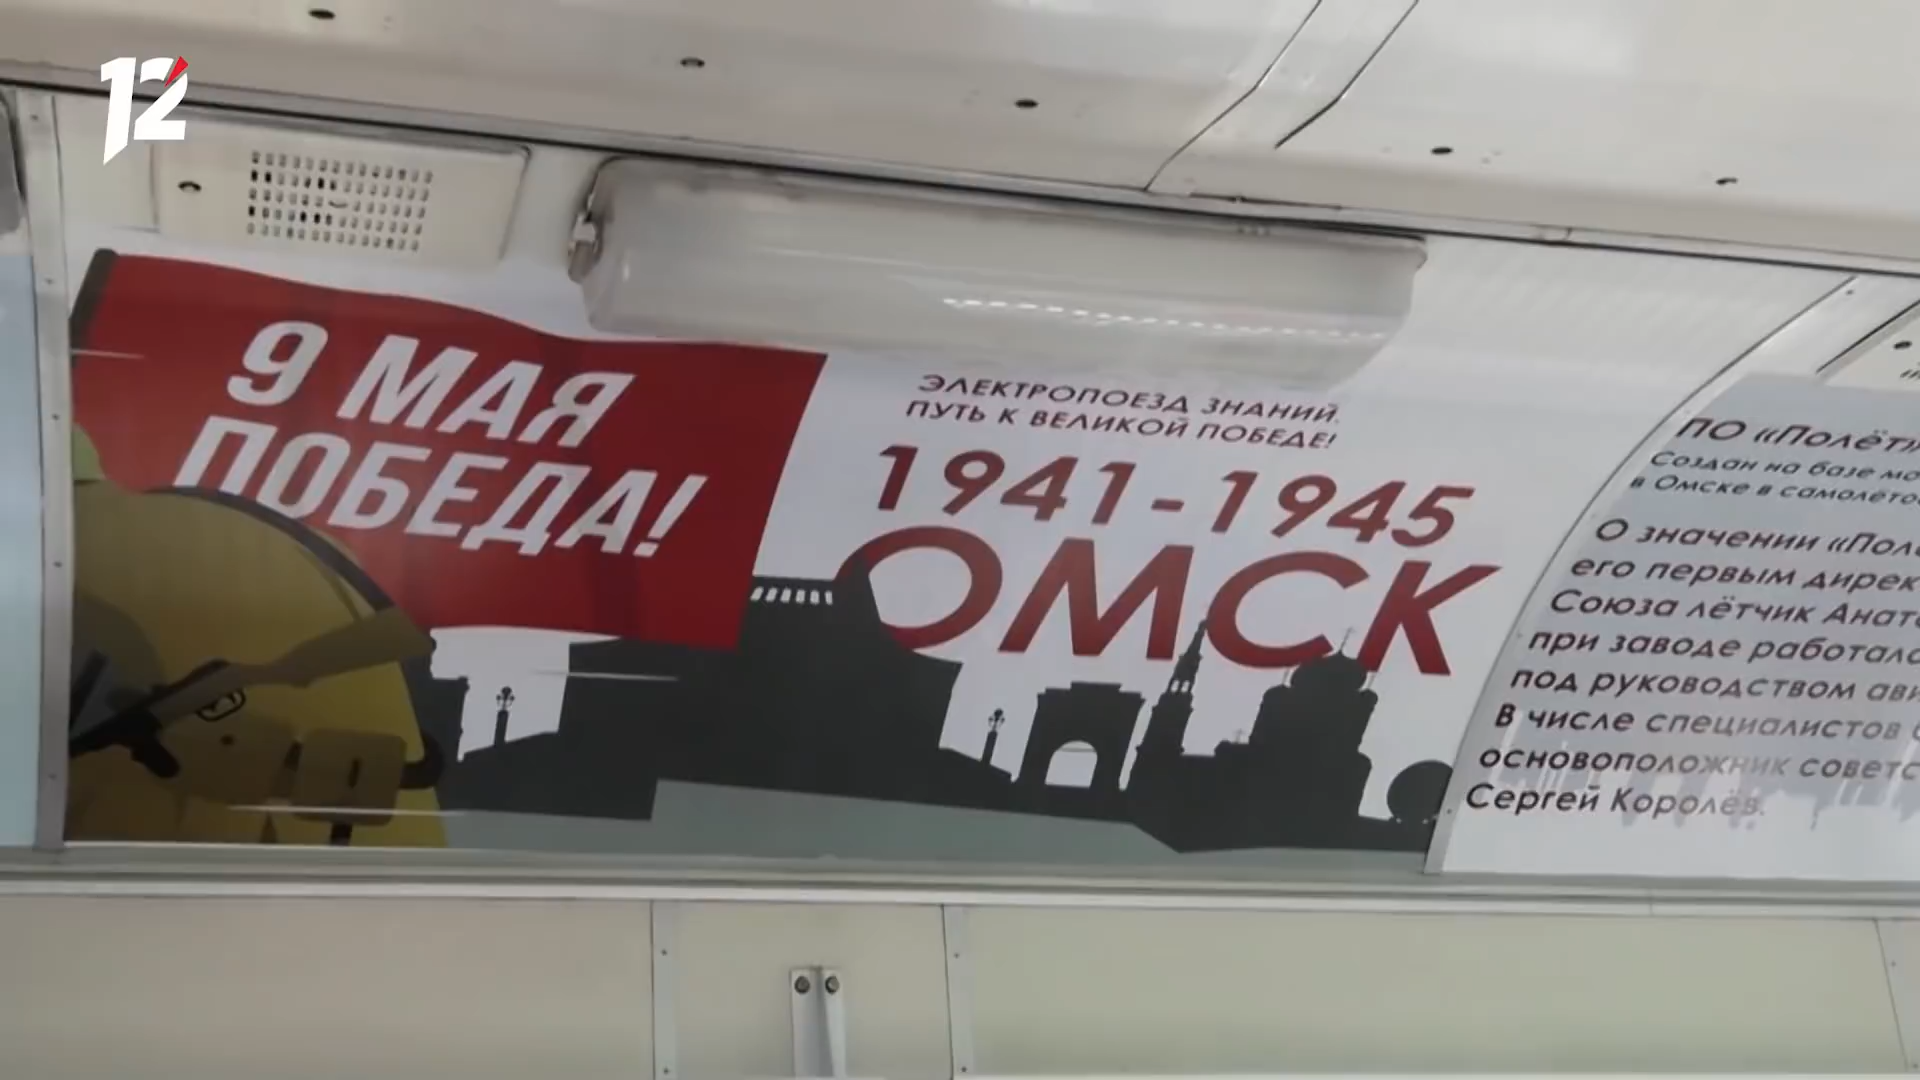 12
9 МАЯ
ПОБЕДА!
ЭЛЕКТРОПОЕЗД ЗНАНИЙ.
ПУТЬ К ВЕЛИКОЙ ПОБЕДЕ!
1941-1945
ОМСК
ПО «Полёт»
Создан на базе
в Омске в
О значении
его первым
Союза лётчик
при заводе
под руководством
В числе специалистов
основоположник
Сергей Королёв.